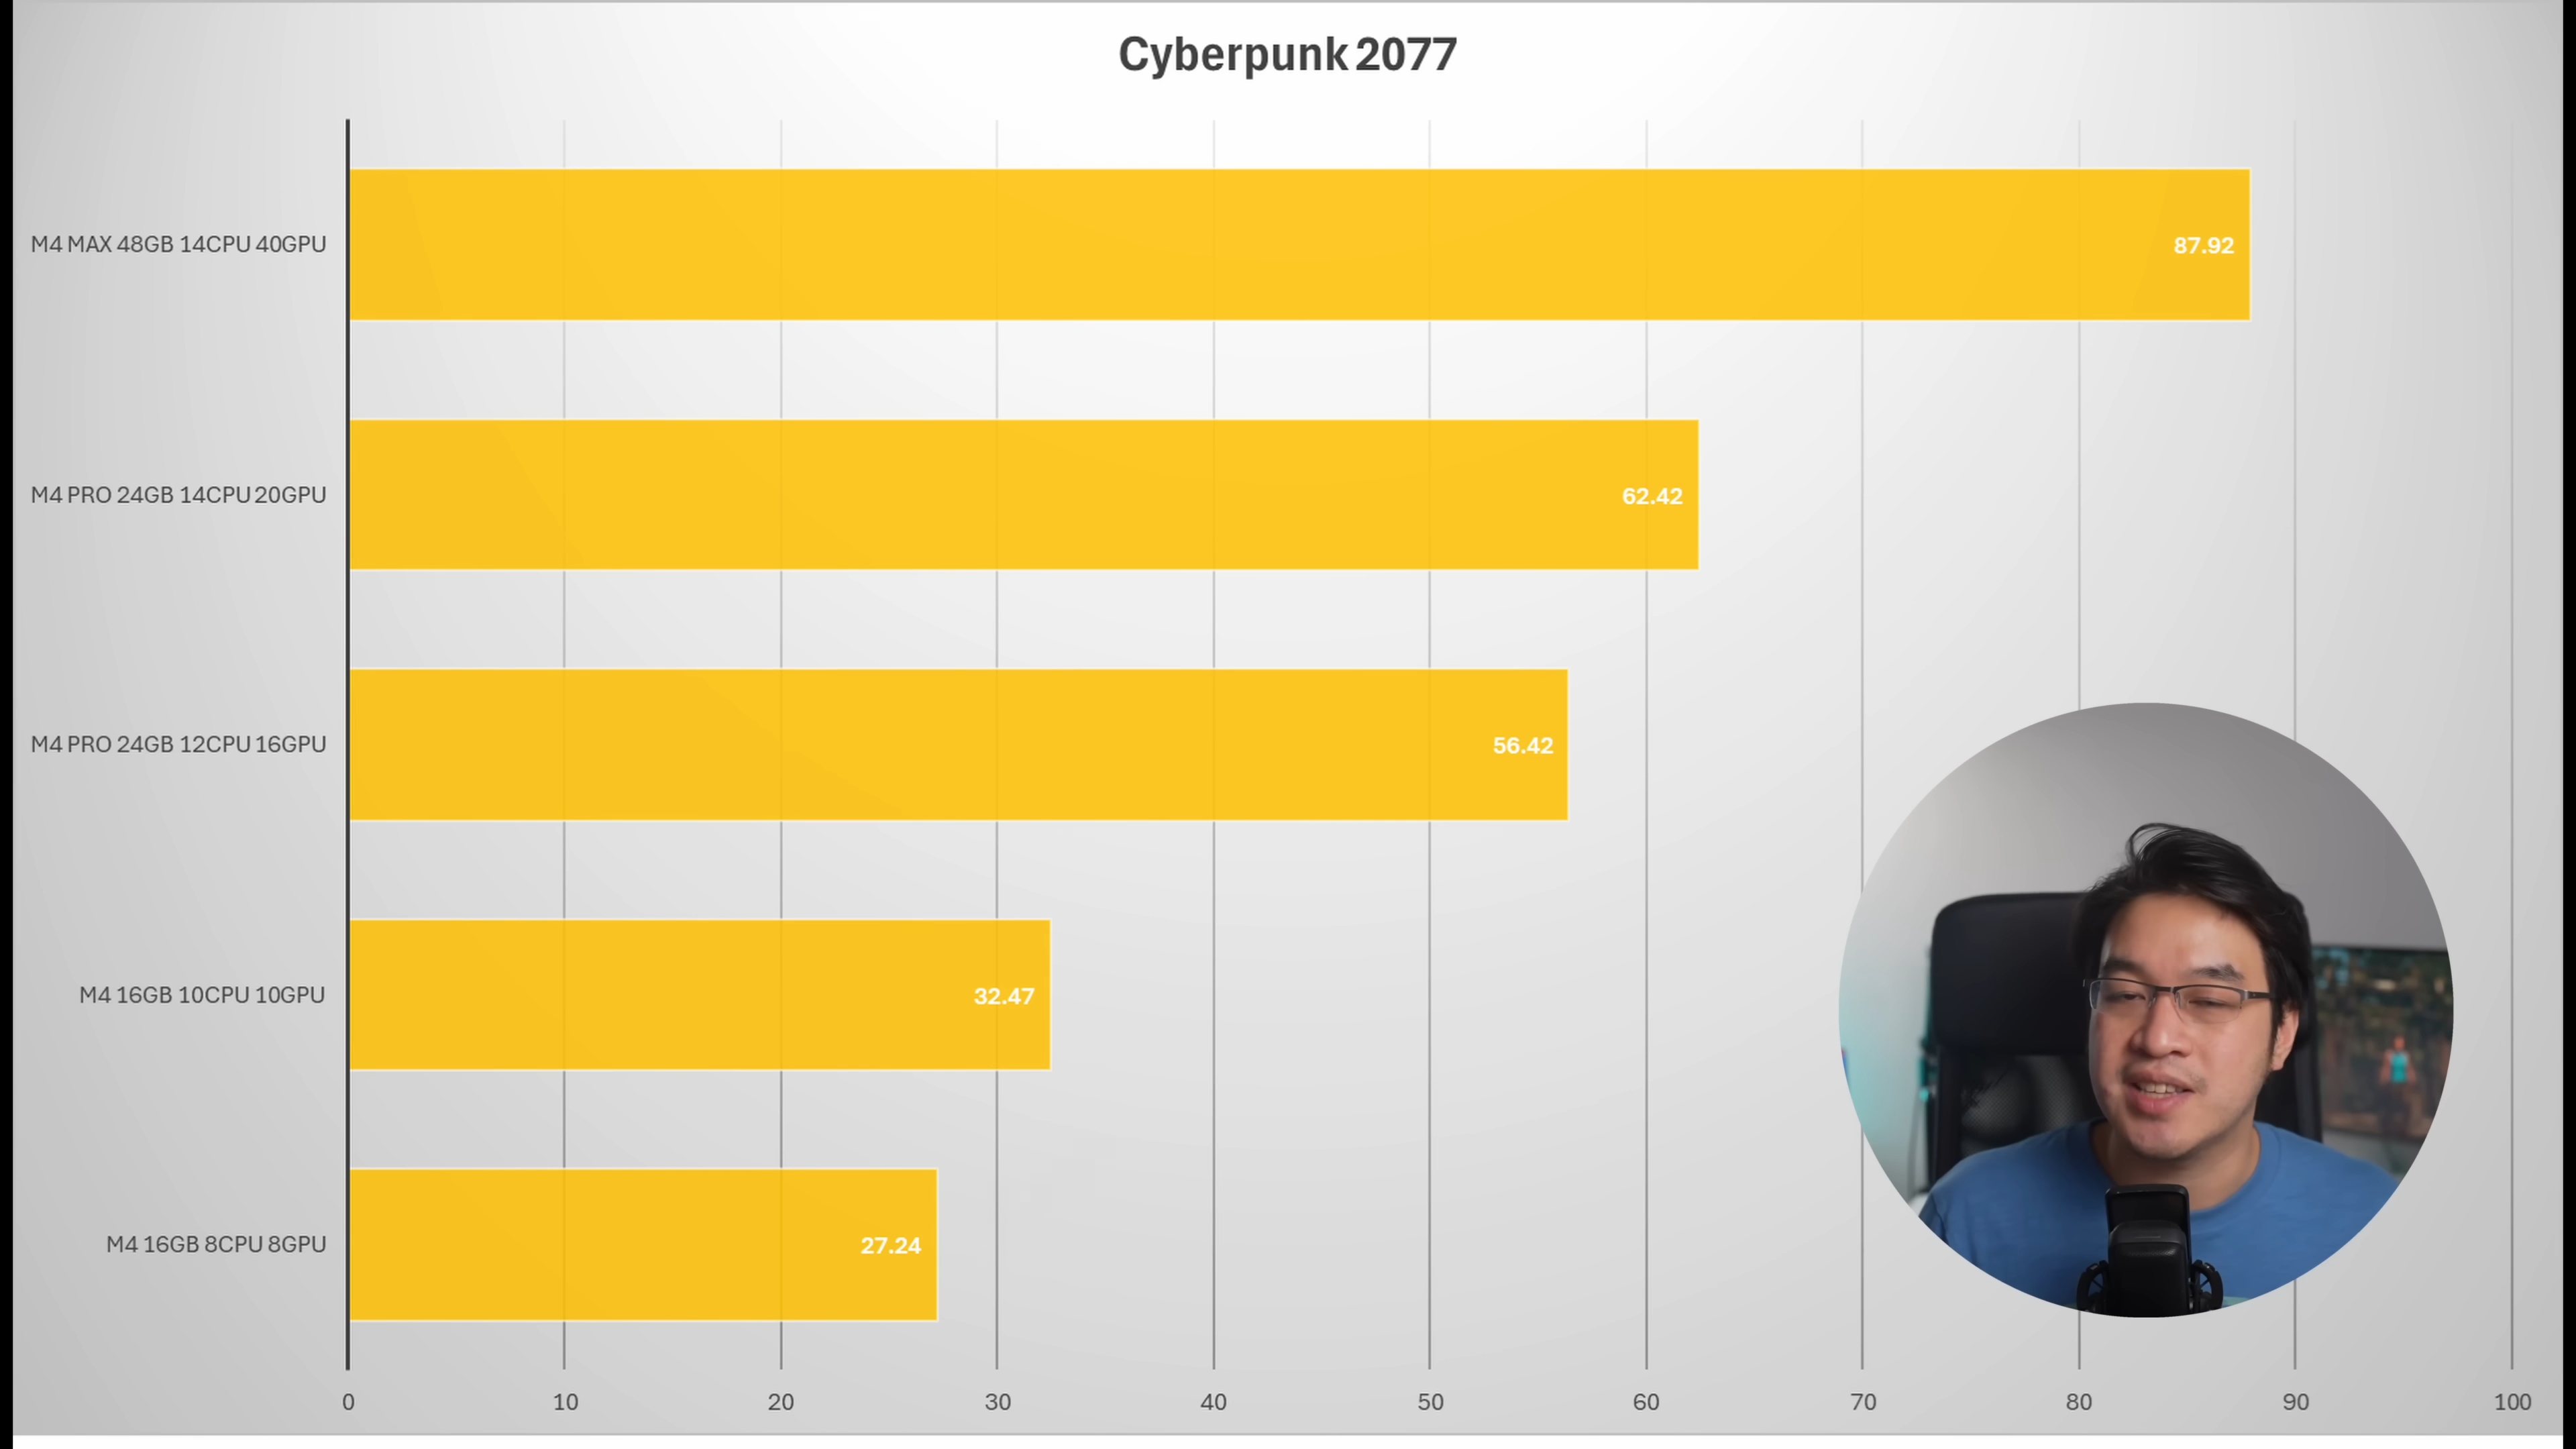 Cyberpunk 2077
M4 MAX 48GB 14CPU 40GPU
87.92
M4 PRO 24GB 14CPU 20GPU
62.42
M4 PRO 24GB 12CPU 16GPU
56.42
M4 16GB 10CPU 10GPU
32.47
M4 16GB 8CPU 8GPU
27.24
0 10 20 30 40 50 60 70 80 90 100